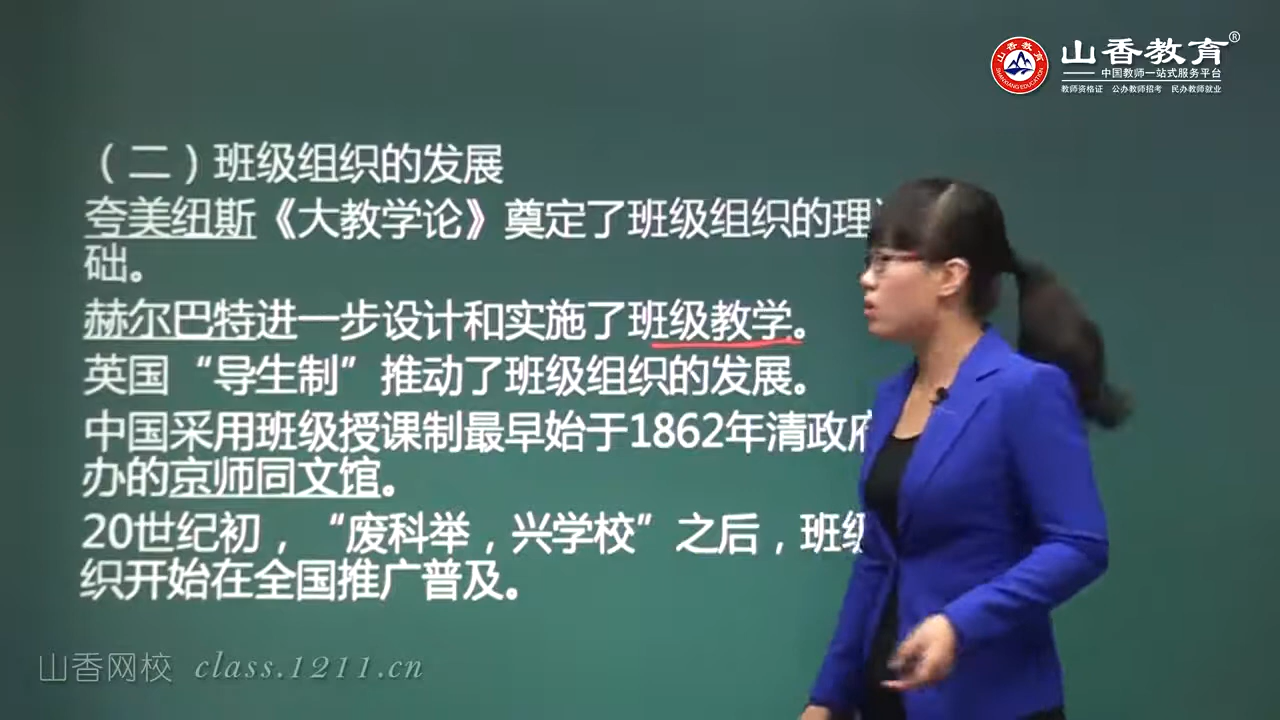 山香教育®
中国教师一站式服务平台
教师资格证 公办教师招考 民办教师就业
山香教育
SHANXIANG EDUCATION
（二）班级组织的发展
夸美纽斯《大教学论》奠定了班级组织的理
础。
赫尔巴特进一步设计和实施了班级教学。
英国“导生制”推动了班级组织的发展。
中国采用班级授课制最早始于1862年清政府
办的京师同文馆。
20世纪初，“废科举，兴学校”之后，班级
织开始在全国推广普及。
山香网校 class.1211.cn